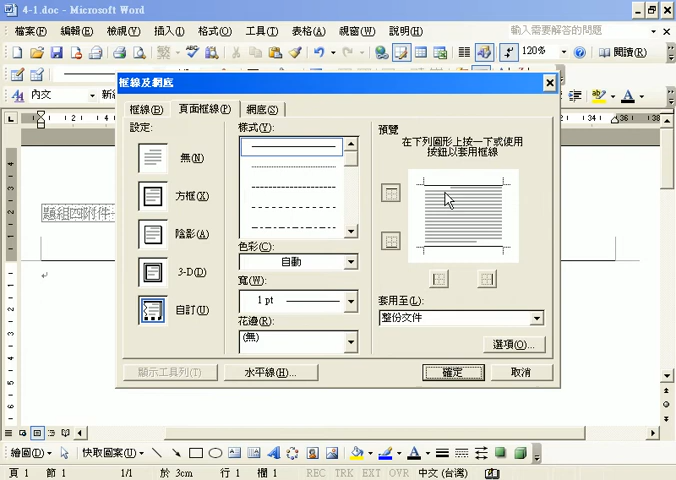 4-1.doc - Microsoft Word
檔案(F) 編輯(E) 檢視(V) 插入(I) 格式(O) 工具(T) 表格(A) 視窗(W) 說明(H) 輸入需要解答的問題
120% 閱讀(R)
內文
框線及網底
框線(B) 頁面框線(P) 網底(S)
設定:
無(N)
方框(X)
陰影(A)
3-D(D)
自訂(U)
樣式(Y):
色彩(C):
自動
寬(W):
1 pt
花邊(R):
(無)
預覽
在下列圖形上按一下或使用
按鈕以套用框線
套用至(L):
整份文件
選項(O)...
顯示工具列(T) 水平線(H)... 確定 取消
題組四附件
繪圖(D) 快取圖案(U)
頁 1 節 1 1/1 於 3cm 行 1 欄 1 REC TRK EXT OVR 中文 (台灣)